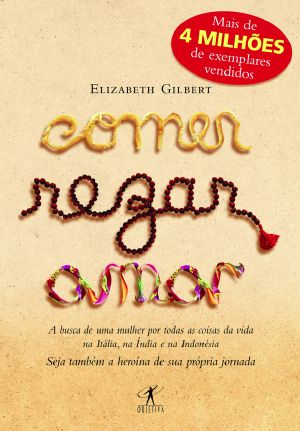 Mais de
4 MILHÕES
de exemplares
vendidos
ELIZABETH GILBERT
comer
rezar
amar
A busca de uma mulher por todas as coisas da vida
na Itália, na Índia e na Indonésia
Seja também a heroína de sua própria jornada
OBJETIVA